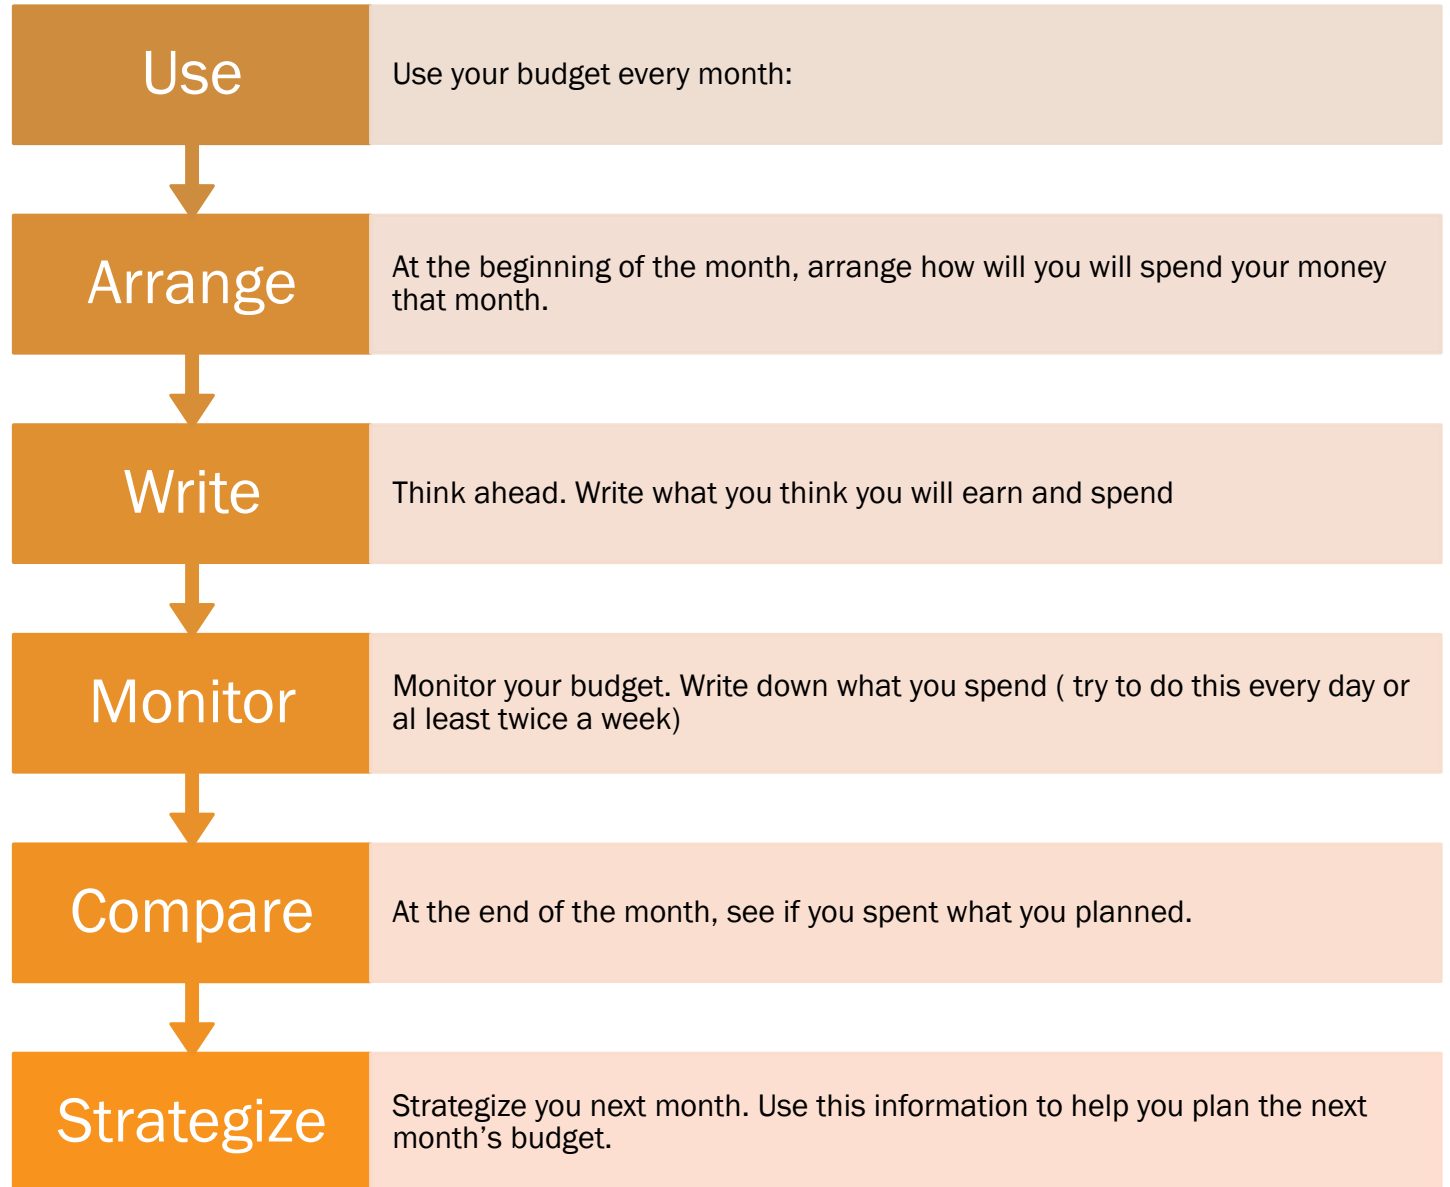 Use
Use your budget every month:
Arrange
At the beginning of the month, arrange how will you will spend your money
that month.
Write
Think ahead. Write what you think you will earn and spend
Monitor
Monitor your budget. Write down what you spend ( try to do this every day or
al least twice a week)
Compare
At the end of the month, see if you spent what you planned.
Strategize
Strategize you next month. Use this information to help you plan the next
month’s budget.